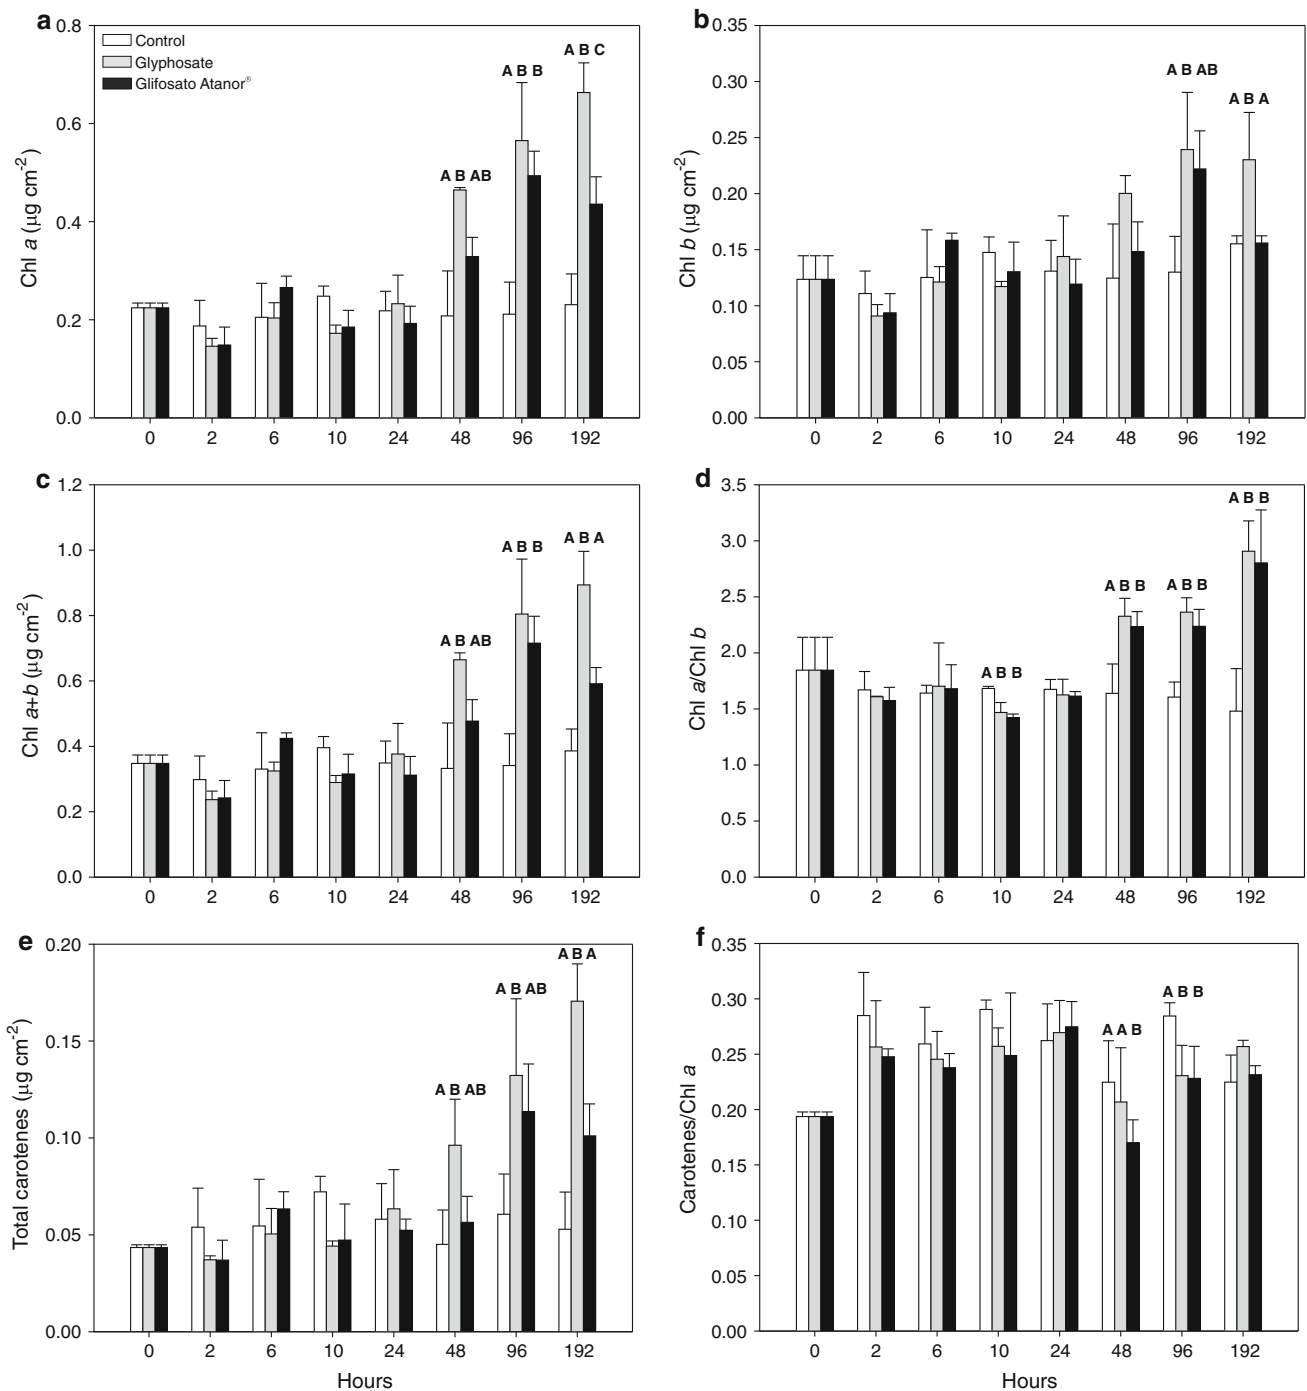 a
0.8
0.6
0.4
0.2
0.0
Chl a (µg cm-2)
Control
Glyphosate
Glifosato Atanor®
A B AB
A B B
A B C
0 2 6 10 24 48 96 192
b
0.35
0.30
0.25
0.20
0.15
0.10
0.05
0.00
Chl b (µg cm-2)
A B AB
A B A
0 2 6 10 24 48 96 192
c
1.2
1.0
0.8
0.6
0.4
0.2
0.0
Chl a+b (µg cm-2)
A B AB
A B B
A B A
0 2 6 10 24 48 96 192
d
3.5
3.0
2.5
2.0
1.5
1.0
0.5
0.0
Chl a/Chl b
A B B
A B B
A B B
A B B
0 2 6 10 24 48 96 192
e
0.20
0.15
0.10
0.05
0.00
Total carotenes (µg cm-2)
A B AB
A B AB
A B A
0 2 6 10 24 48 96 192
Hours
f
0.35
0.30
0.25
0.20
0.15
0.10
0.05
0.00
Carotenes/Chl a
A A B
A B B
0 2 6 10 24 48 96 192
Hours